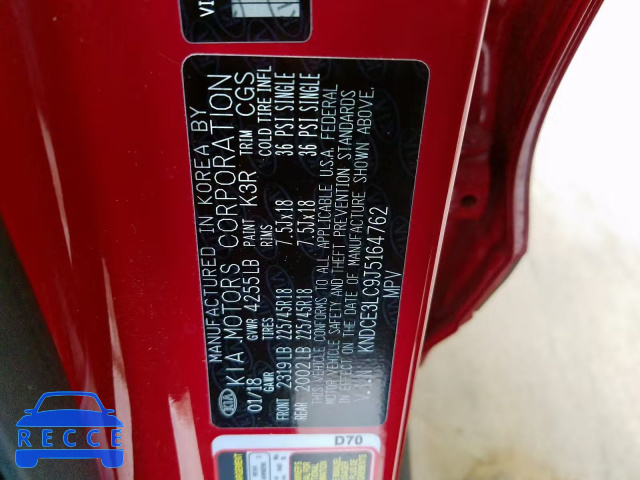 VI
MANUFACTURED IN KOREA BY
KIA KIA MOTORS CORPORATION
01/18 GVWR 4255LB PAINT K3R TRIM CGS
GAWR TIRES RIMS COLD TIRE INFL
FRONT 2319LB 225/45R18 7.5JX18 36 PSI SINGLE
REAR 2002LB 225/45R18 7.5JX18 36 PSI SINGLE
THIS VEHICLE CONFORMS TO ALL APPLICABLE U.S.A. FEDERAL
MOTOR VEHICLE SAFETY AND THEFT PREVENTION STANDARDS
IN EFFECT ON THE DATE OF MANUFACTURE SHOWN ABOVE.
V.I.N KNDCE3LC9J5164762
MPV
D70
RECCE